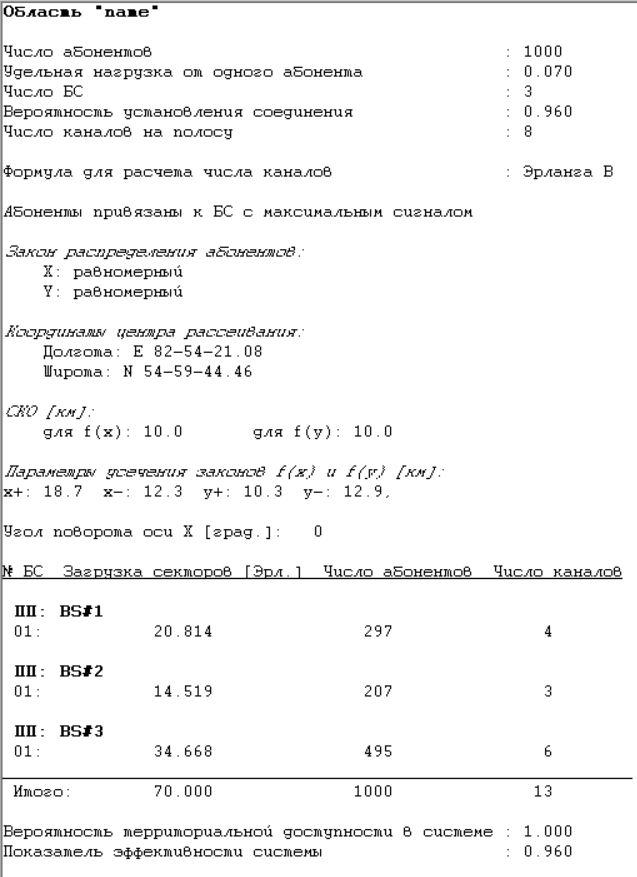 Область "name"
Число абонентов : 1000
Удельная нагрузка от одного абонента : 0.070
Число БС : 3
Вероятность установления соединения : 0.960
Число каналов на полосу : 8
Формула для расчета числа каналов : Эрланга B
Абоненты привязаны к БС с максимальным сигналом
Закон распределения абонентов:
X: равномерный
Y: равномерный
Координаты центра рассеивания:
Долгота: E 82-54-21.08
Широта: N 54-59-44.46
СКО [км]:
для f(x): 10.0 для f(y): 10.0
Параметры усечения законов f(x) и f(y) [км]:
x+: 18.7 x-: 12.3 y+: 10.3 y-: 12.9,
Угол поворота оси X [град.]: 0
№ БС Загрузка секторов [Эрл.] Число абонентов Число каналов
ПП: BS#1
01: 20.814 297 4
ПП: BS#2
01: 14.519 207 3
ПП: BS#3
01: 34.668 495 6
Итого: 70.000 1000 13
Вероятность территориальной доступности в системе : 1.000
Показатель эффективности системы : 0.960